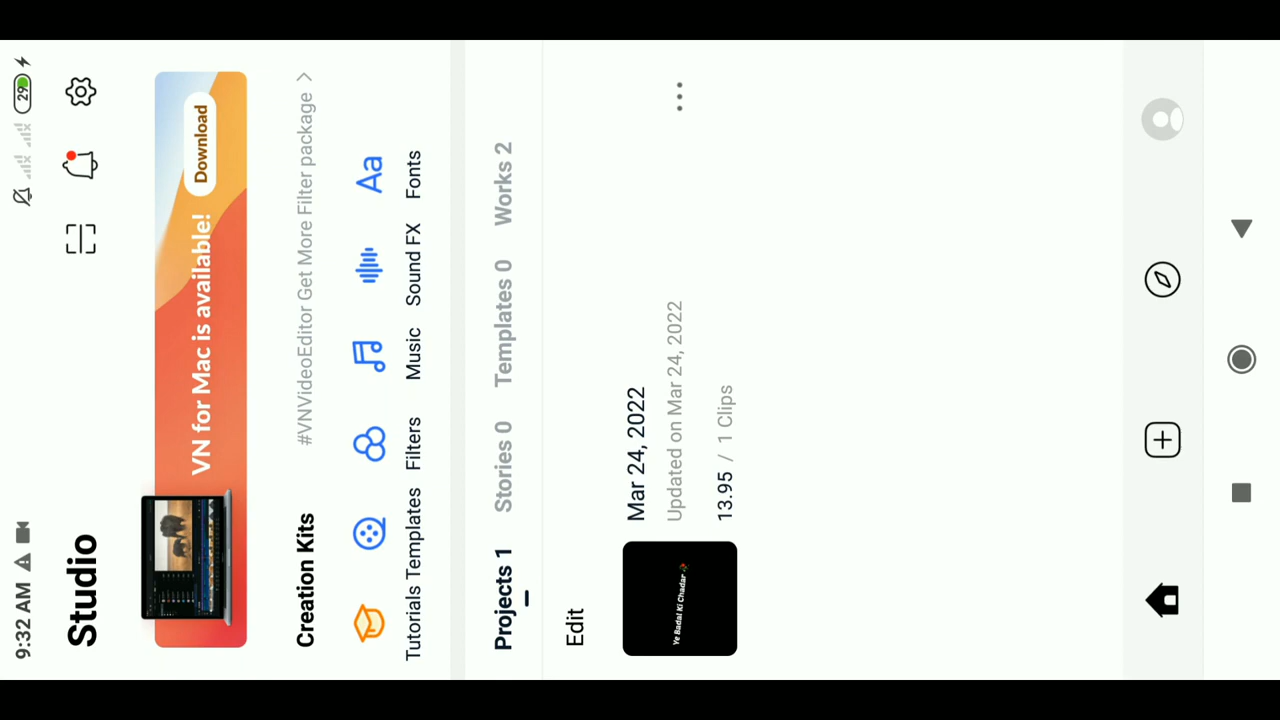 9:32 AM 29
Studio
VN for Mac is available! Download
Creation Kits #VNVideoEditor Get More Filter package >
Aa
Tutorials Templates Filters Music Sound FX Fonts
Projects 1 Stories 0 Templates 0 Works 2
Edit
Ye Badal Ki Chadar
Mar 24, 2022
Updated on Mar 24, 2022
13.95 / 1 Clips